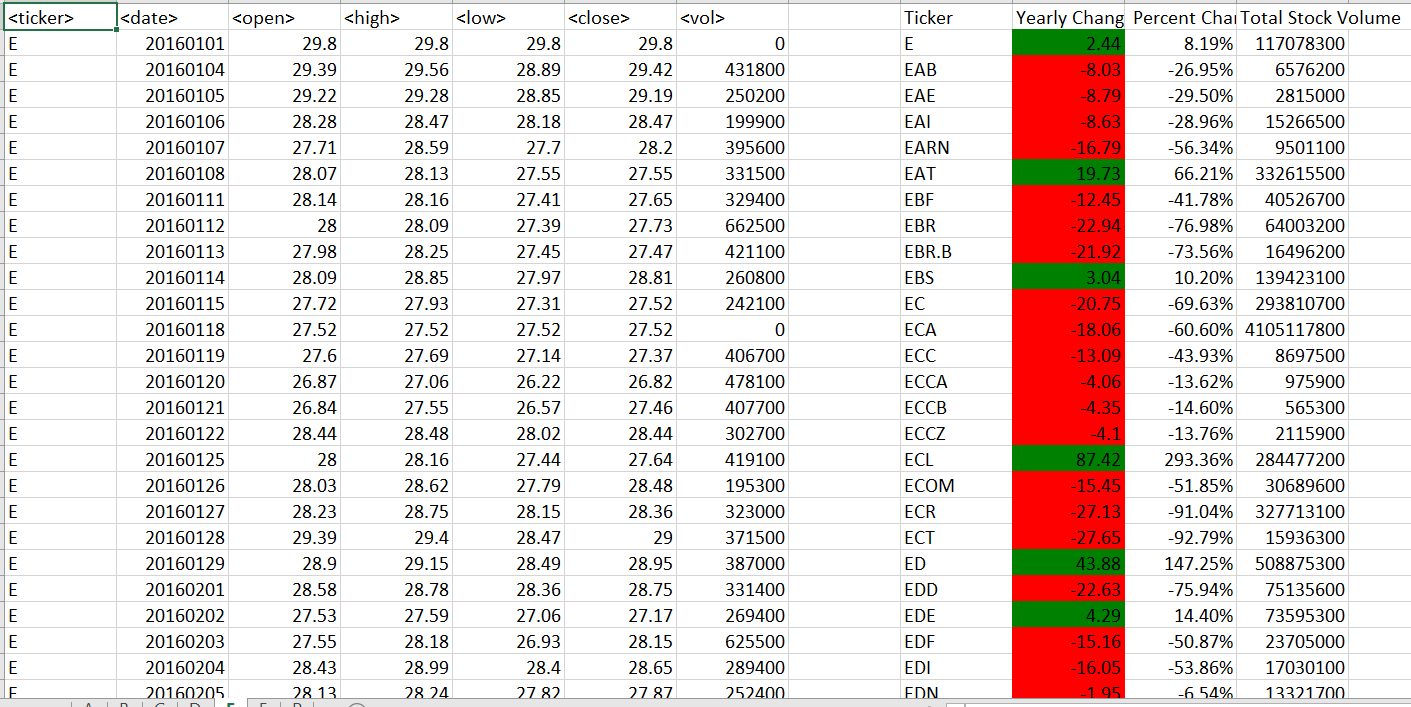 <ticker> <date> <open> <high> <low> <close> <vol> Ticker Yearly Chang Percent Cha Total Stock Volume
E 20160101 29.8 29.8 29.8 29.8 0 E 2.44 8.19% 117078300
E 20160104 29.39 29.56 28.89 29.42 431800 EAB -8.03 -26.95% 6576200
E 20160105 29.22 29.28 28.85 29.19 250200 EAE -8.79 -29.50% 2815000
E 20160106 28.28 28.47 28.18 28.47 199900 EAI -8.63 -28.96% 15266500
E 20160107 27.71 28.59 27.7 28.2 395600 EARN -16.79 -56.34% 9501100
E 20160108 28.07 28.13 27.55 27.55 331500 EAT 19.73 66.21% 332615500
E 20160111 28.14 28.16 27.41 27.65 329400 EBF -12.45 -41.78% 40526700
E 20160112 28 28.09 27.39 27.73 662500 EBR -22.94 -76.98% 64003200
E 20160113 27.98 28.25 27.45 27.47 421100 EBR.B -21.92 -73.56% 16496200
E 20160114 28.09 28.85 27.97 28.81 260800 EBS 3.04 10.20% 139423100
E 20160115 27.72 27.93 27.31 27.52 242100 EC -20.75 -69.63% 293810700
E 20160118 27.52 27.52 27.52 27.52 0 ECA -18.06 -60.60% 4105117800
E 20160119 27.6 27.69 27.14 27.37 406700 ECC -13.09 -43.93% 8697500
E 20160120 26.87 27.06 26.22 26.82 478100 ECCA -4.06 -13.62% 975900
E 20160121 26.84 27.55 26.57 27.46 407700 ECCB -4.35 -14.60% 565300
E 20160122 28.44 28.48 28.02 28.44 302700 ECCZ -4.1 -13.76% 2115900
E 20160125 28 28.16 27.44 27.64 419100 ECL 87.42 293.36% 284477200
E 20160126 28.03 28.62 27.79 28.48 195300 ECOM -15.45 -51.85% 30689600
E 20160127 28.23 28.75 28.15 28.36 323000 ECR -27.13 -91.04% 327713100
E 20160128 29.39 29.4 28.47 29 371500 ECT -27.65 -92.79% 15936300
E 20160129 28.9 29.15 28.49 28.95 387000 ED 43.88 147.25% 508875300
E 20160201 28.58 28.78 28.36 28.75 331400 EDD -22.63 -75.94% 75135600
E 20160202 27.53 27.59 27.06 27.17 269400 EDE 4.29 14.40% 73595300
E 20160203 27.55 28.18 26.93 28.15 625500 EDF -15.16 -50.87% 23705000
E 20160204 28.43 28.99 28.4 28.65 289400 EDI -16.05 -53.86% 17030100
E 20160205 28.13 28.24 27.82 27.87 252400 EDN -1.95 -6.54% 13321700